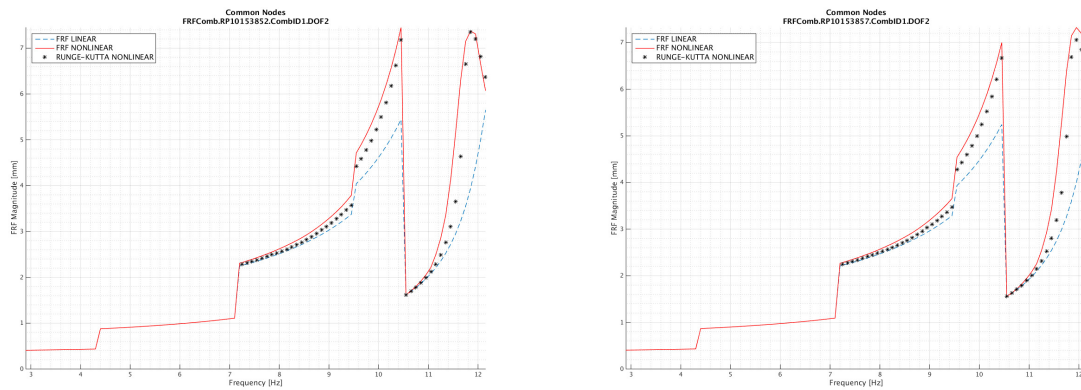 Common Nodes
FRFComb.RP10153852.CombID1.DOF2
FRF LINEAR
FRF NONLINEAR
RUNGE-KUTTA NONLINEAR
FRF Magnitude [mm]
7
6
5
4
3
2
1
0
3 4 5 6 7 8 9 10 11 12
Frequency [Hz]
Common Nodes
FRFComb.RP10153857.CombID1.DOF2
FRF LINEAR
FRF NONLINEAR
RUNGE-KUTTA NONLINEAR
FRF Magnitude [mm]
7
6
5
4
3
2
1
0
3 4 5 6 7 8 9 10 11 12
Frequency [Hz]